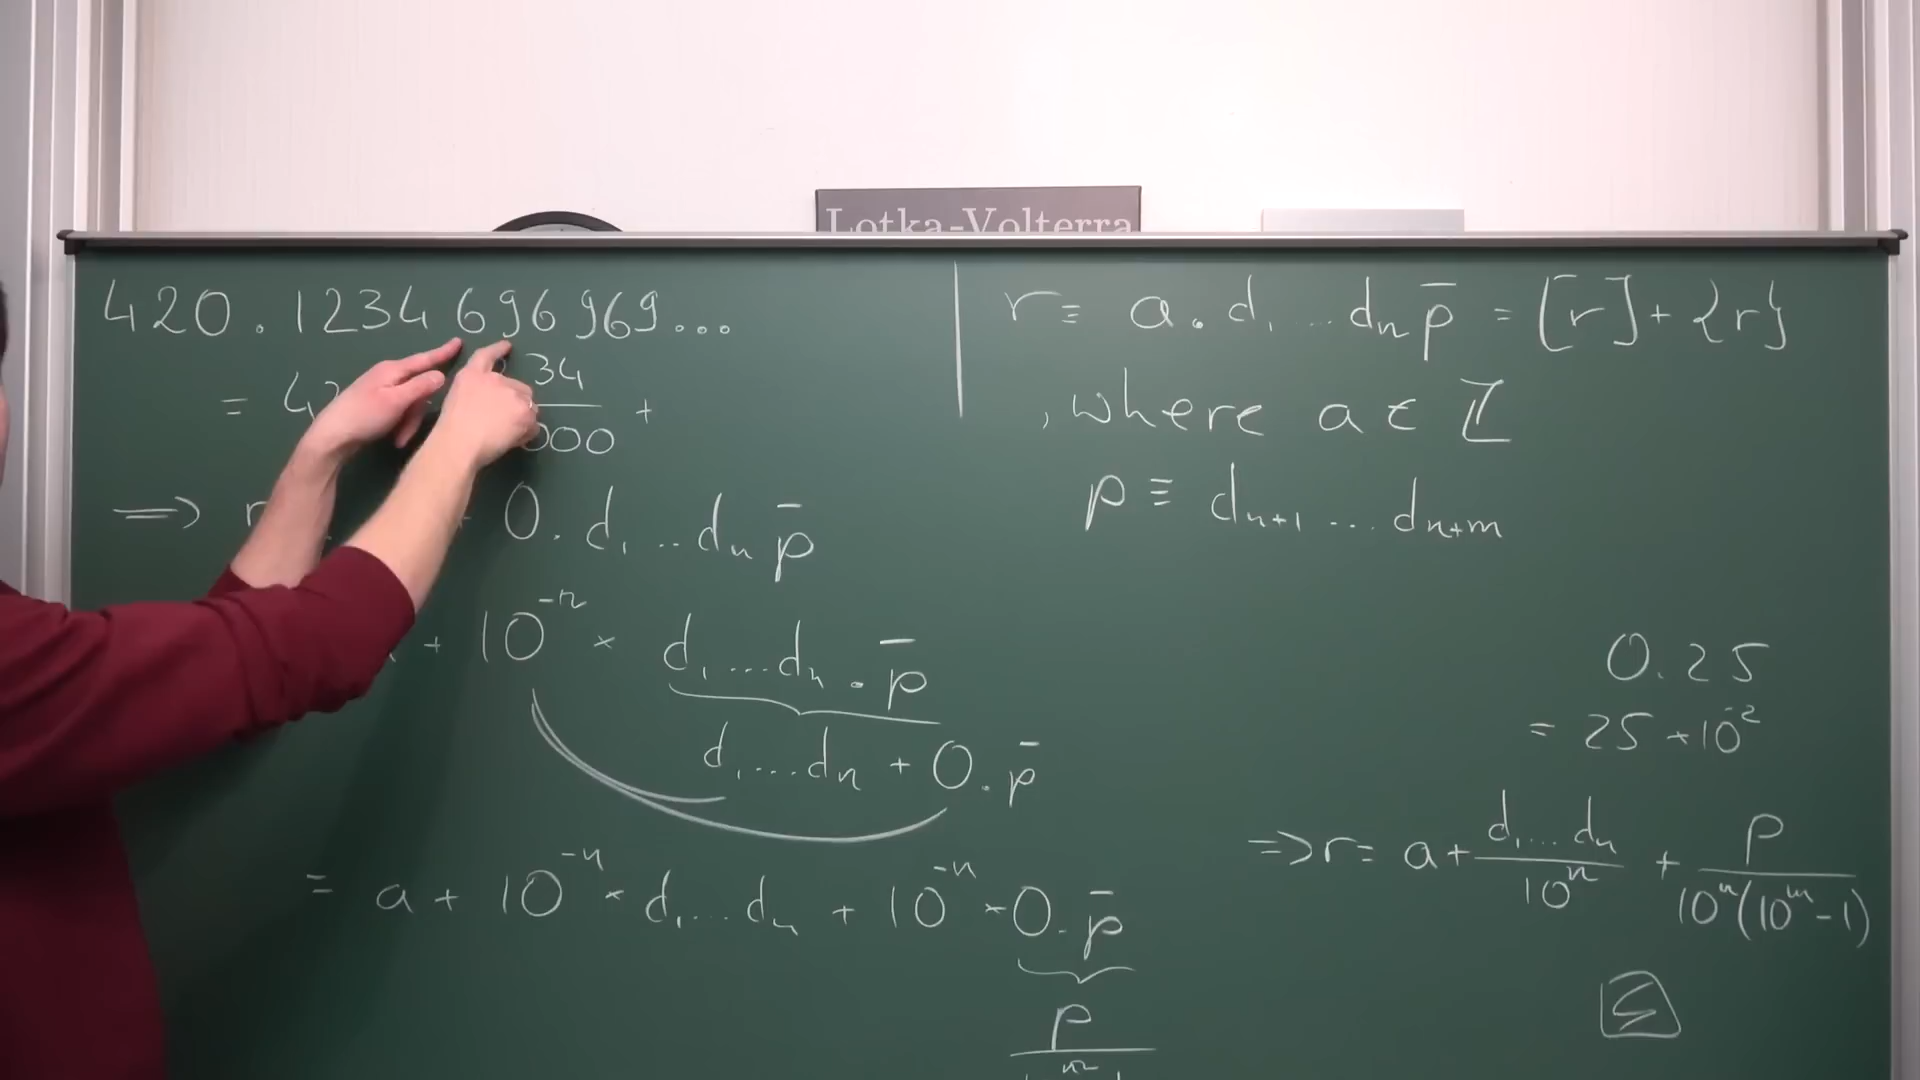 Lotka-Volterra
420.1234696969...
= 42 34/000 +
⟹ r + 0.d₁...dₙp̄
+ 10⁻ⁿ × d₁...dₙ.p̄
d₁...dₙ + 0.p̄
= a + 10⁻ⁿ × d₁...dₙ + 10⁻ⁿ × 0.p̄
p
r ≡ a.d₁...dₙp̄ = [r] + {r}
, where a ∈ ℤ
p ≡ dₙ₊₁...dₙ₊ₘ
0.25
= 25 × 10⁻²
⟹ r = a + d₁...dₙ/10ⁿ + p/10ⁿ(10ᵐ-1)